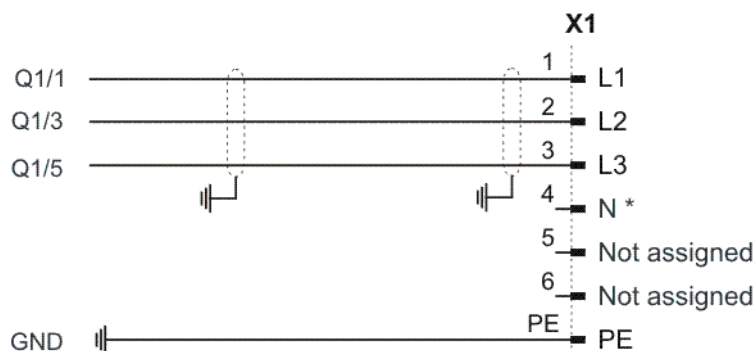 X1
Q1/1 1 L1
Q1/3 2 L2
Q1/5 3 L3
4 N *
5 Not assigned
6 Not assigned
GND PE PE